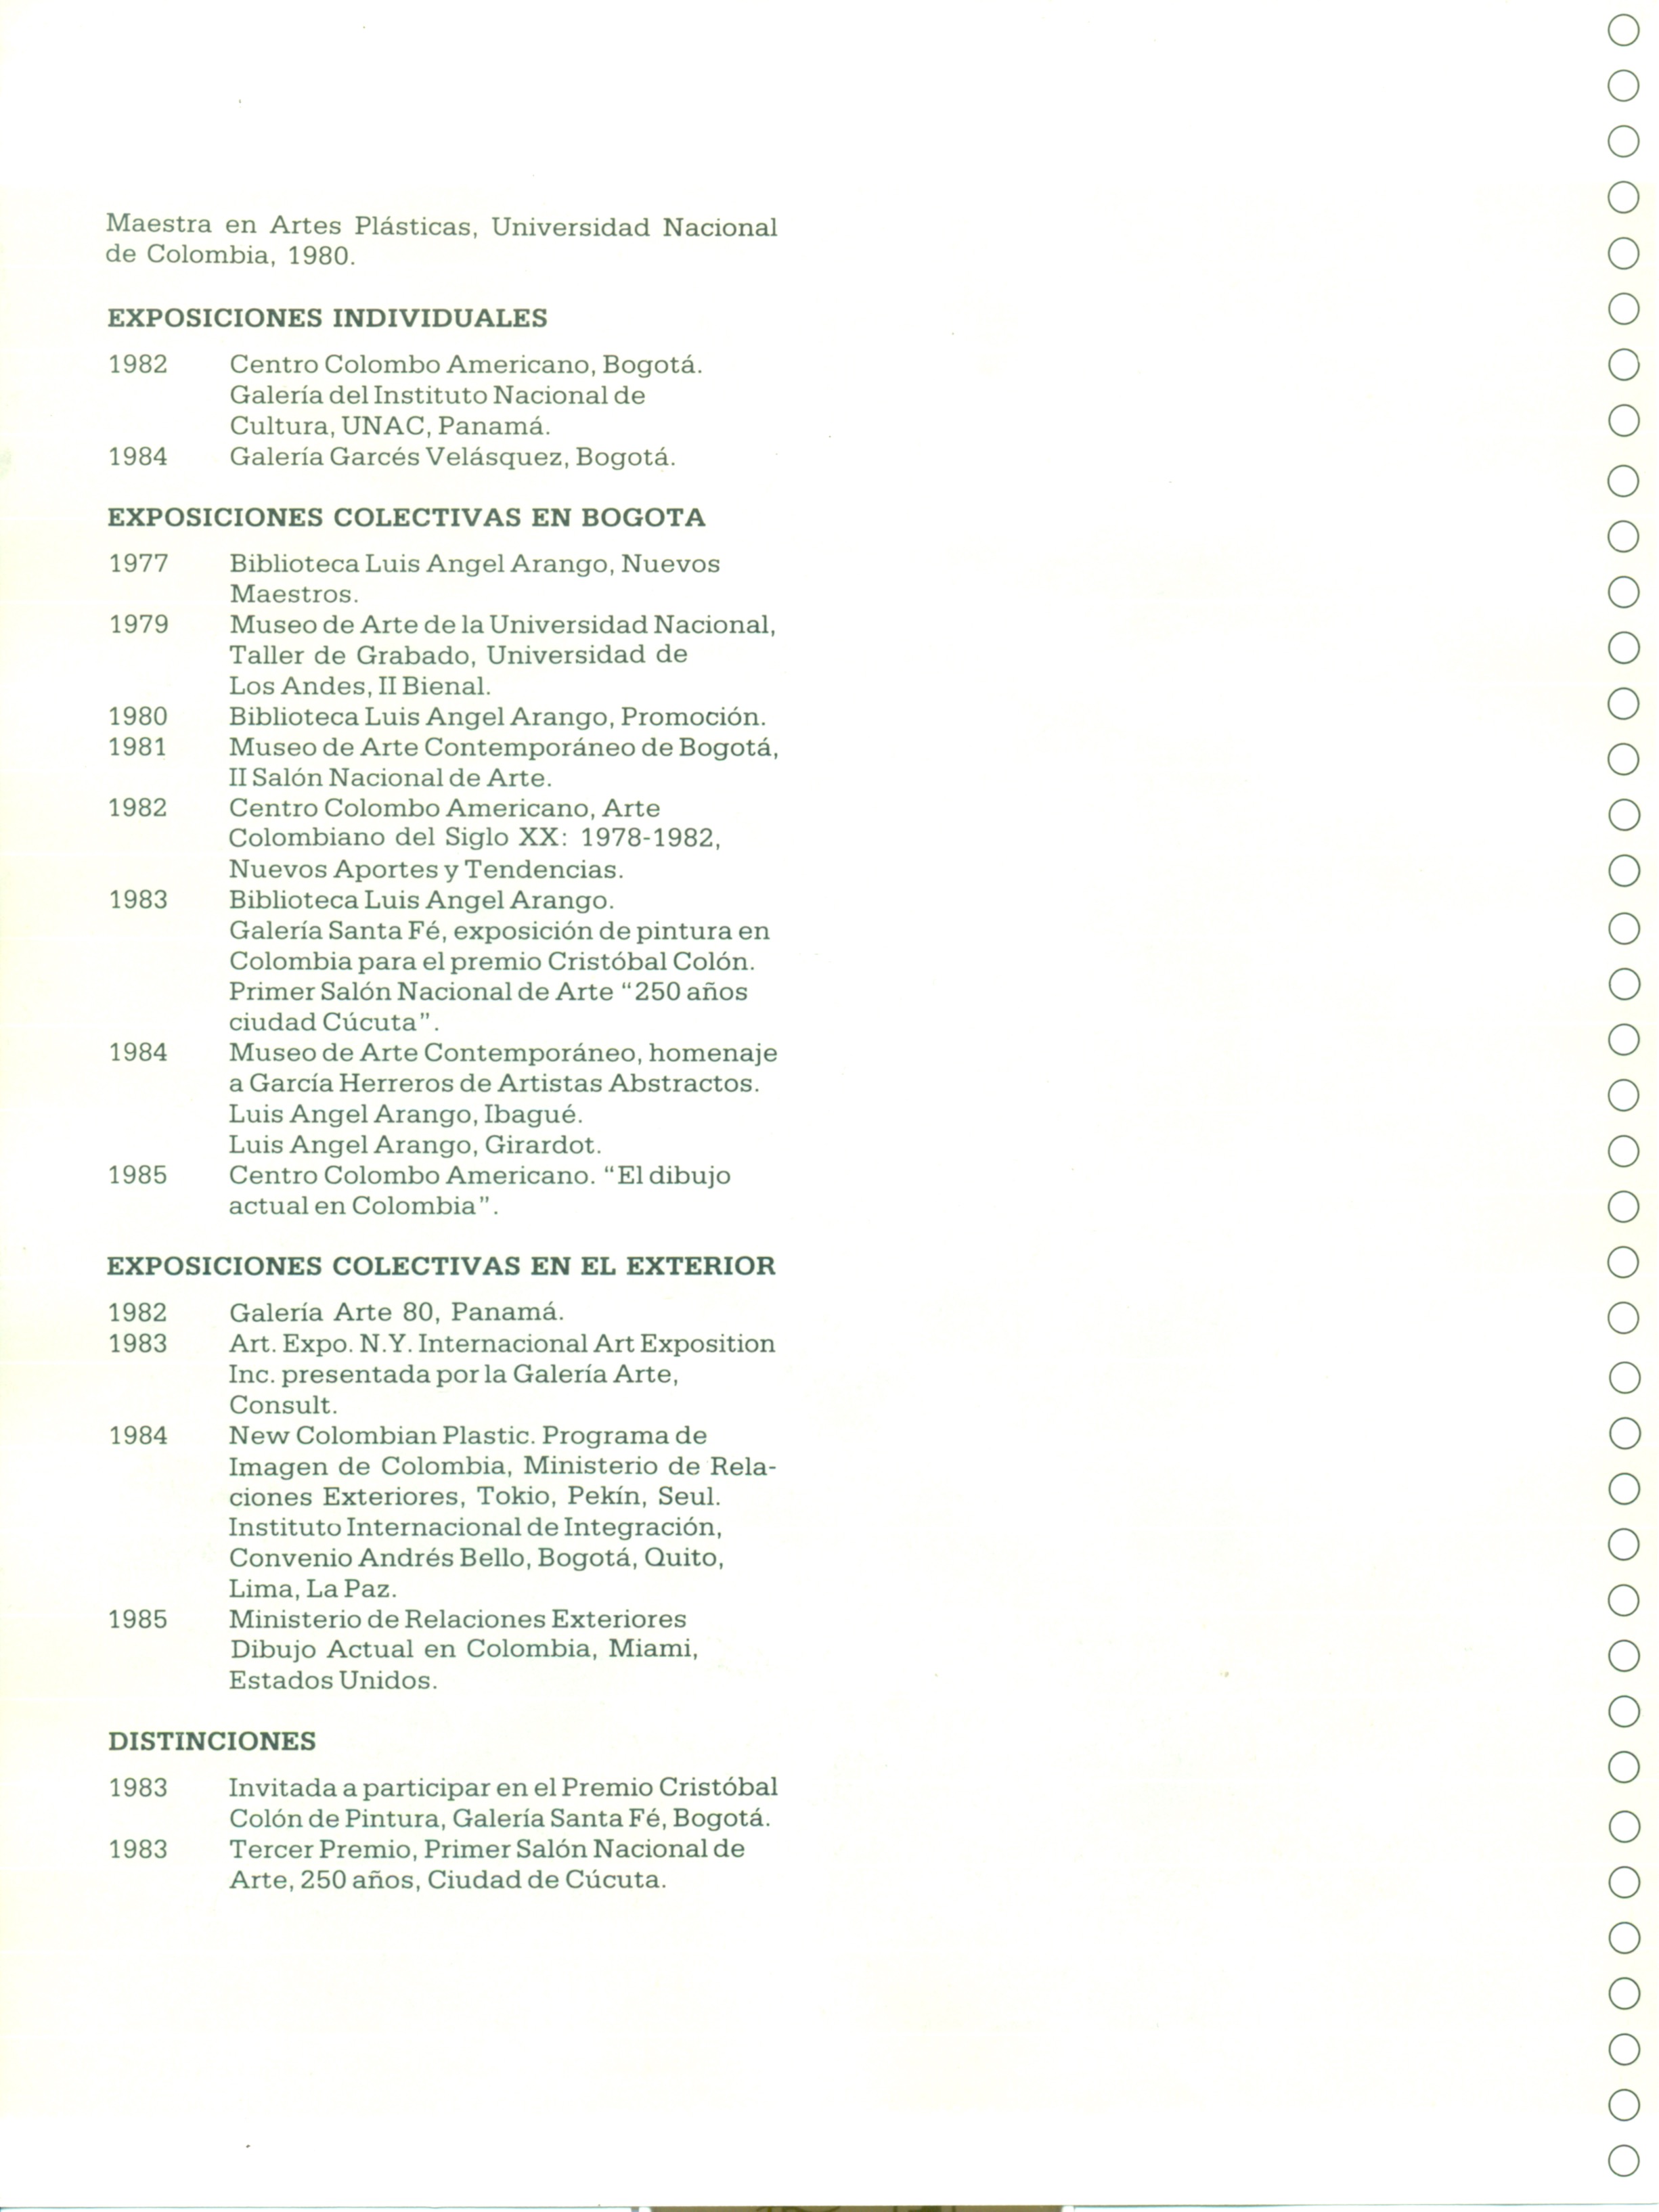 Maestra en Artes Plásticas, Universidad Nacional
de Colombia, 1980.
EXPOSICIONES INDIVIDUALES
1982 Centro Colombo Americano, Bogotá.
Galería del Instituto Nacional de
Cultura, UNAC, Panamá.
1984 Galería Garcés Velásquez, Bogotá.
EXPOSICIONES COLECTIVAS EN BOGOTA
1977 Biblioteca Luis Angel Arango, Nuevos
Maestros.
1979 Museo de Arte de la Universidad Nacional,
Taller de Grabado, Universidad de
Los Andes, II Bienal.
1980 Biblioteca Luis Angel Arango, Promoción.
1981 Museo de Arte Contemporáneo de Bogotá,
II Salón Nacional de Arte.
1982 Centro Colombo Americano, Arte
Colombiano del Siglo XX: 1978-1982,
Nuevos Aportes y Tendencias.
1983 Biblioteca Luis Angel Arango.
Galería Santa Fé, exposición de pintura en
Colombia para el premio Cristóbal Colón.
Primer Salón Nacional de Arte “250 años
ciudad Cúcuta”.
1984 Museo de Arte Contemporáneo, homenaje
a García Herreros de Artistas Abstractos.
Luis Angel Arango, Ibagué.
Luis Angel Arango, Girardot.
1985 Centro Colombo Americano. “El dibujo
actual en Colombia”.
EXPOSICIONES COLECTIVAS EN EL EXTERIOR
1982 Galería Arte 80, Panamá.
1983 Art. Expo. N.Y. Internacional Art Exposition
Inc. presentada por la Galería Arte,
Consult.
1984 New Colombian Plastic. Programa de
Imagen de Colombia, Ministerio de Rela-
ciones Exteriores, Tokio, Pekín, Seul.
Instituto Internacional de Integración,
Convenio Andrés Bello, Bogotá, Quito,
Lima, La Paz.
1985 Ministerio de Relaciones Exteriores
Dibujo Actual en Colombia, Miami,
Estados Unidos.
DISTINCIONES
1983 Invitada a participar en el Premio Cristóbal
Colón de Pintura, Galería Santa Fé, Bogotá.
1983 Tercer Premio, Primer Salón Nacional de
Arte, 250 años, Ciudad de Cúcuta.